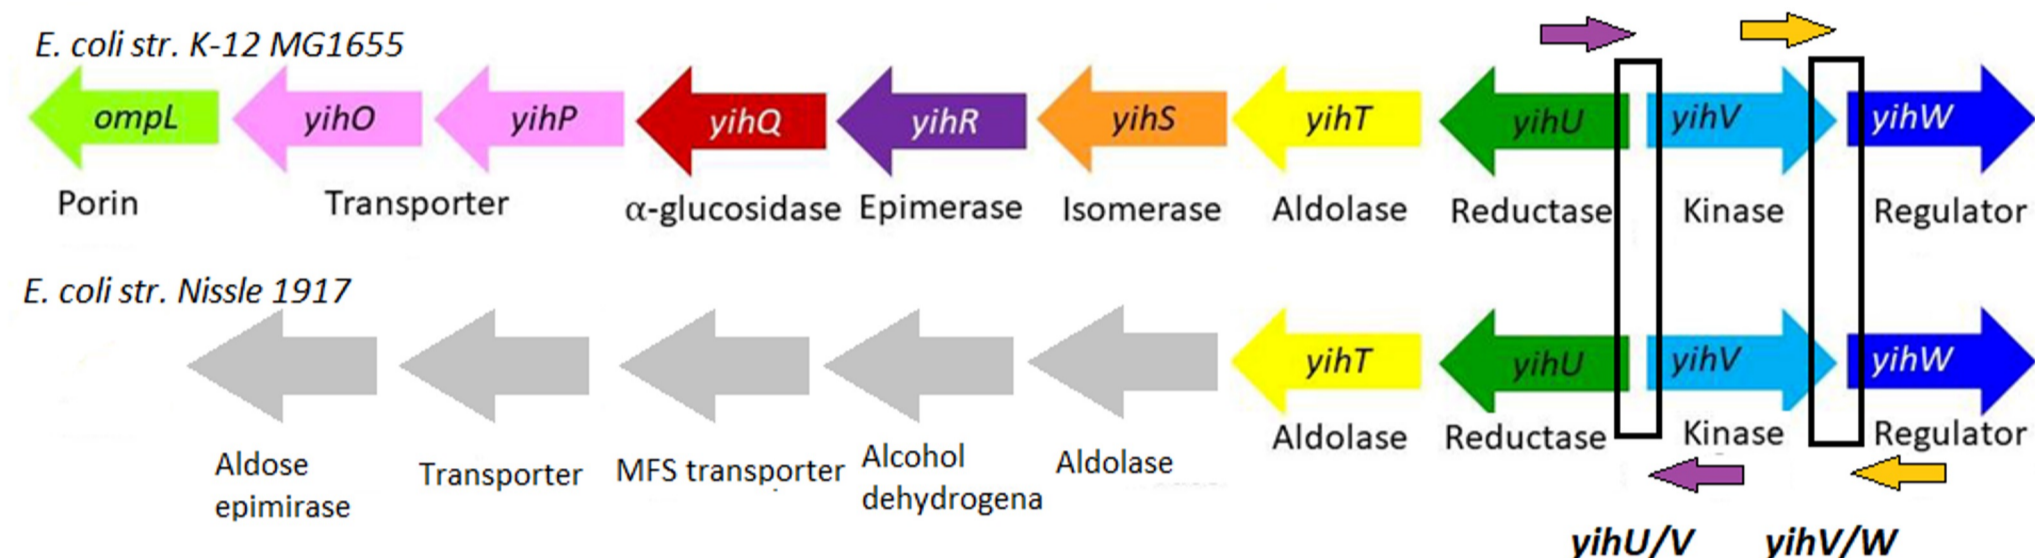 E. coli str. K-12 MG1655
ompL yihO yihP yihQ yihR yihS yihT yihU yihV yihW
Porin Transporter α-glucosidase Epimerase Isomerase Aldolase Reductase Kinase Regulator
E. coli str. Nissle 1917
yihT yihU yihV yihW
Aldose
epimirase
Transporter
MFS transporter
Alcohol
dehydrogena
Aldolase
Aldolase Reductase Kinase Regulator
yihU/V yihV/W